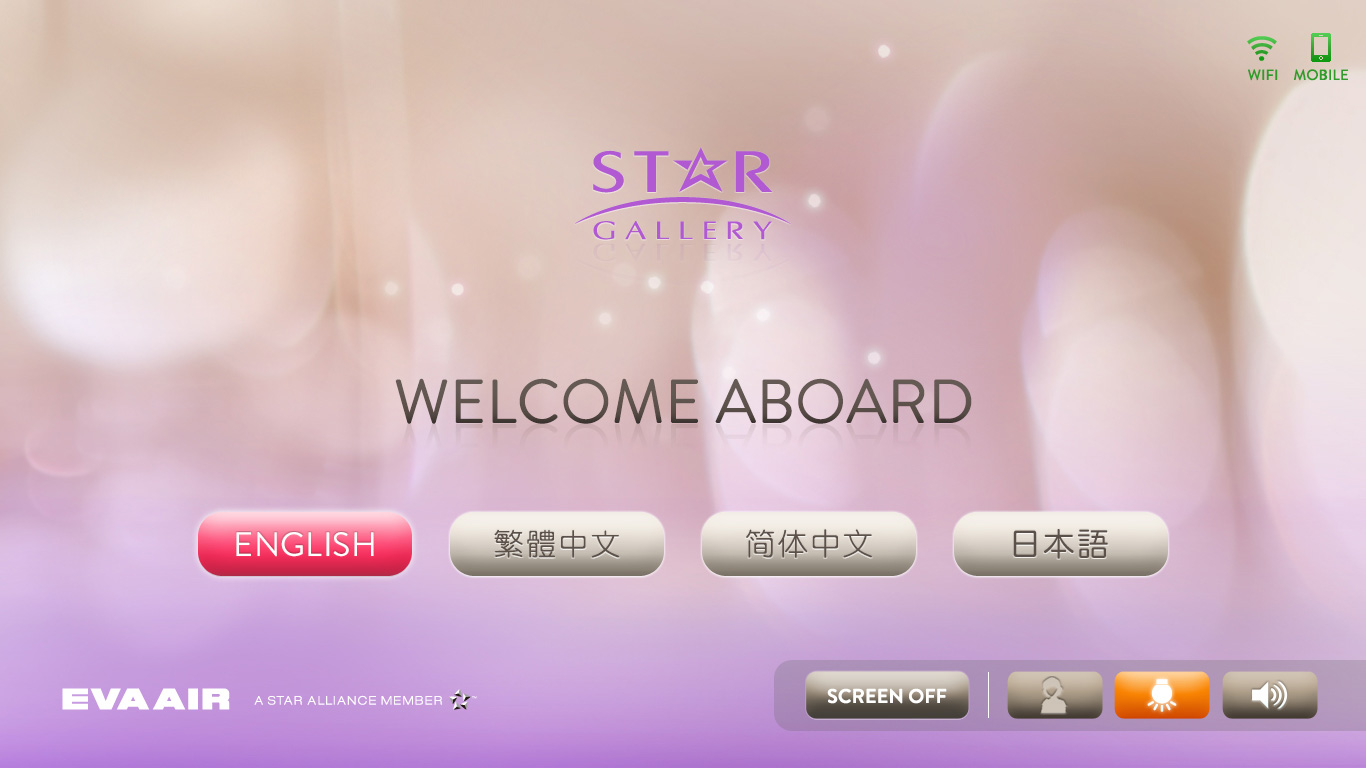 WIFI MOBILE
STAR
GALLERY
WELCOME ABOARD
ENGLISH 繁體中文 简体中文 日本語
EVA AIR A STAR ALLIANCE MEMBER SCREEN OFF